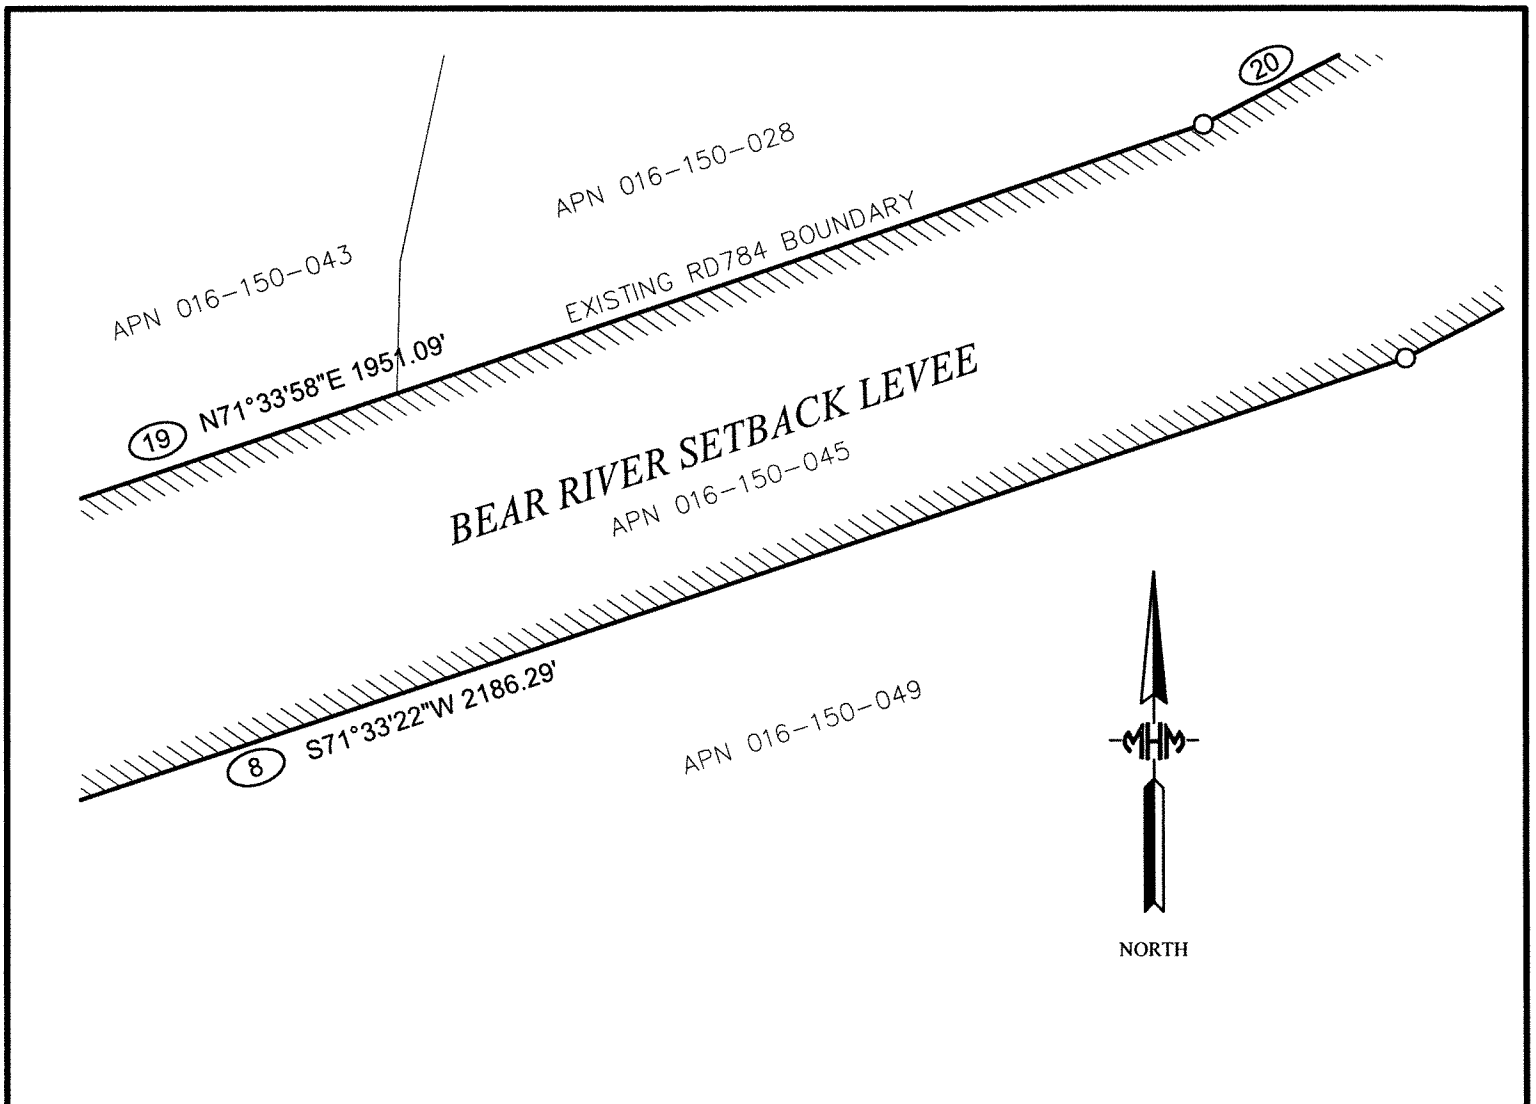 20
APN 016-150-028
APN 016-150-043
EXISTING RD784 BOUNDARY
19 N71°33'58"E 1951.09'
BEAR RIVER SETBACK LEVEE
APN 016-150-045
8 S71°33'22"W 2186.29'
APN 016-150-049
MHM
NORTH